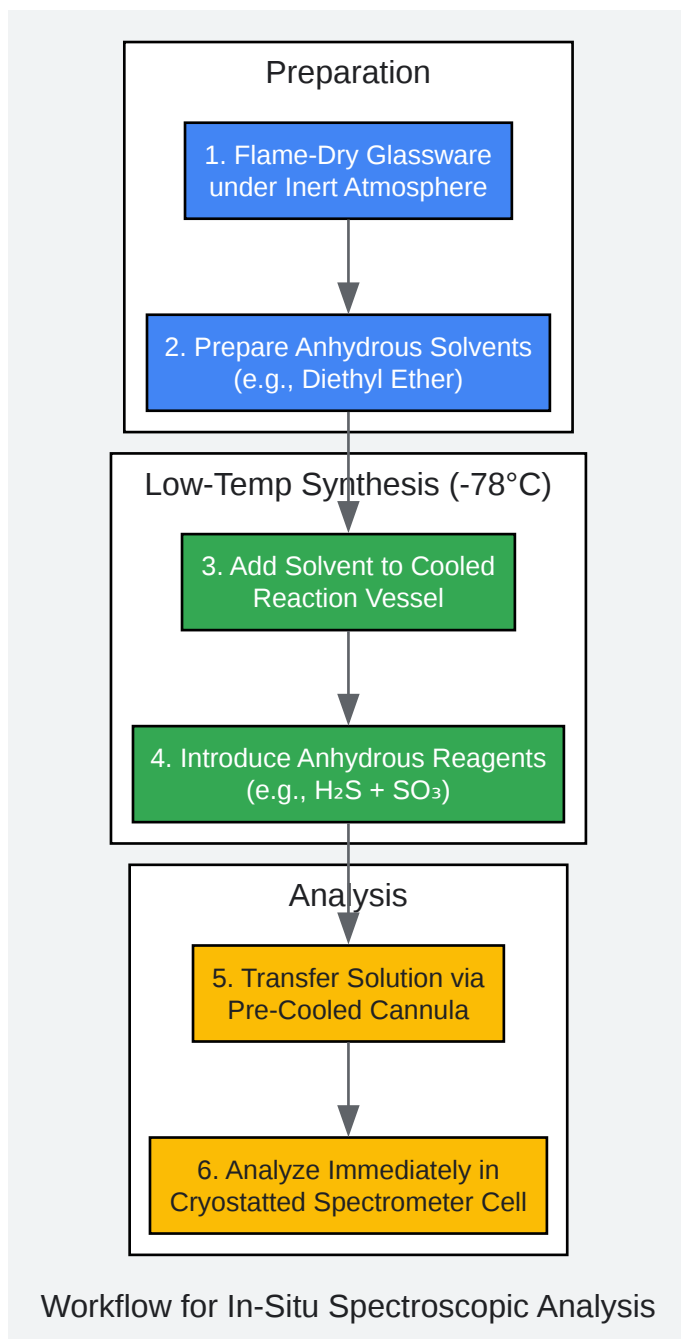 Preparation
1. Flame-Dry Glassware
under Inert Atmosphere
2. Prepare Anhydrous Solvents
(e.g., Diethyl Ether)
Low-Temp Synthesis (-78°C)
3. Add Solvent to Cooled
Reaction Vessel
4. Introduce Anhydrous Reagents
(e.g., H₂S + SO₃)
Analysis
5. Transfer Solution via
Pre-Cooled Cannula
6. Analyze Immediately in
Cryostatted Spectrometer Cell
Workflow for In-Situ Spectroscopic Analysis